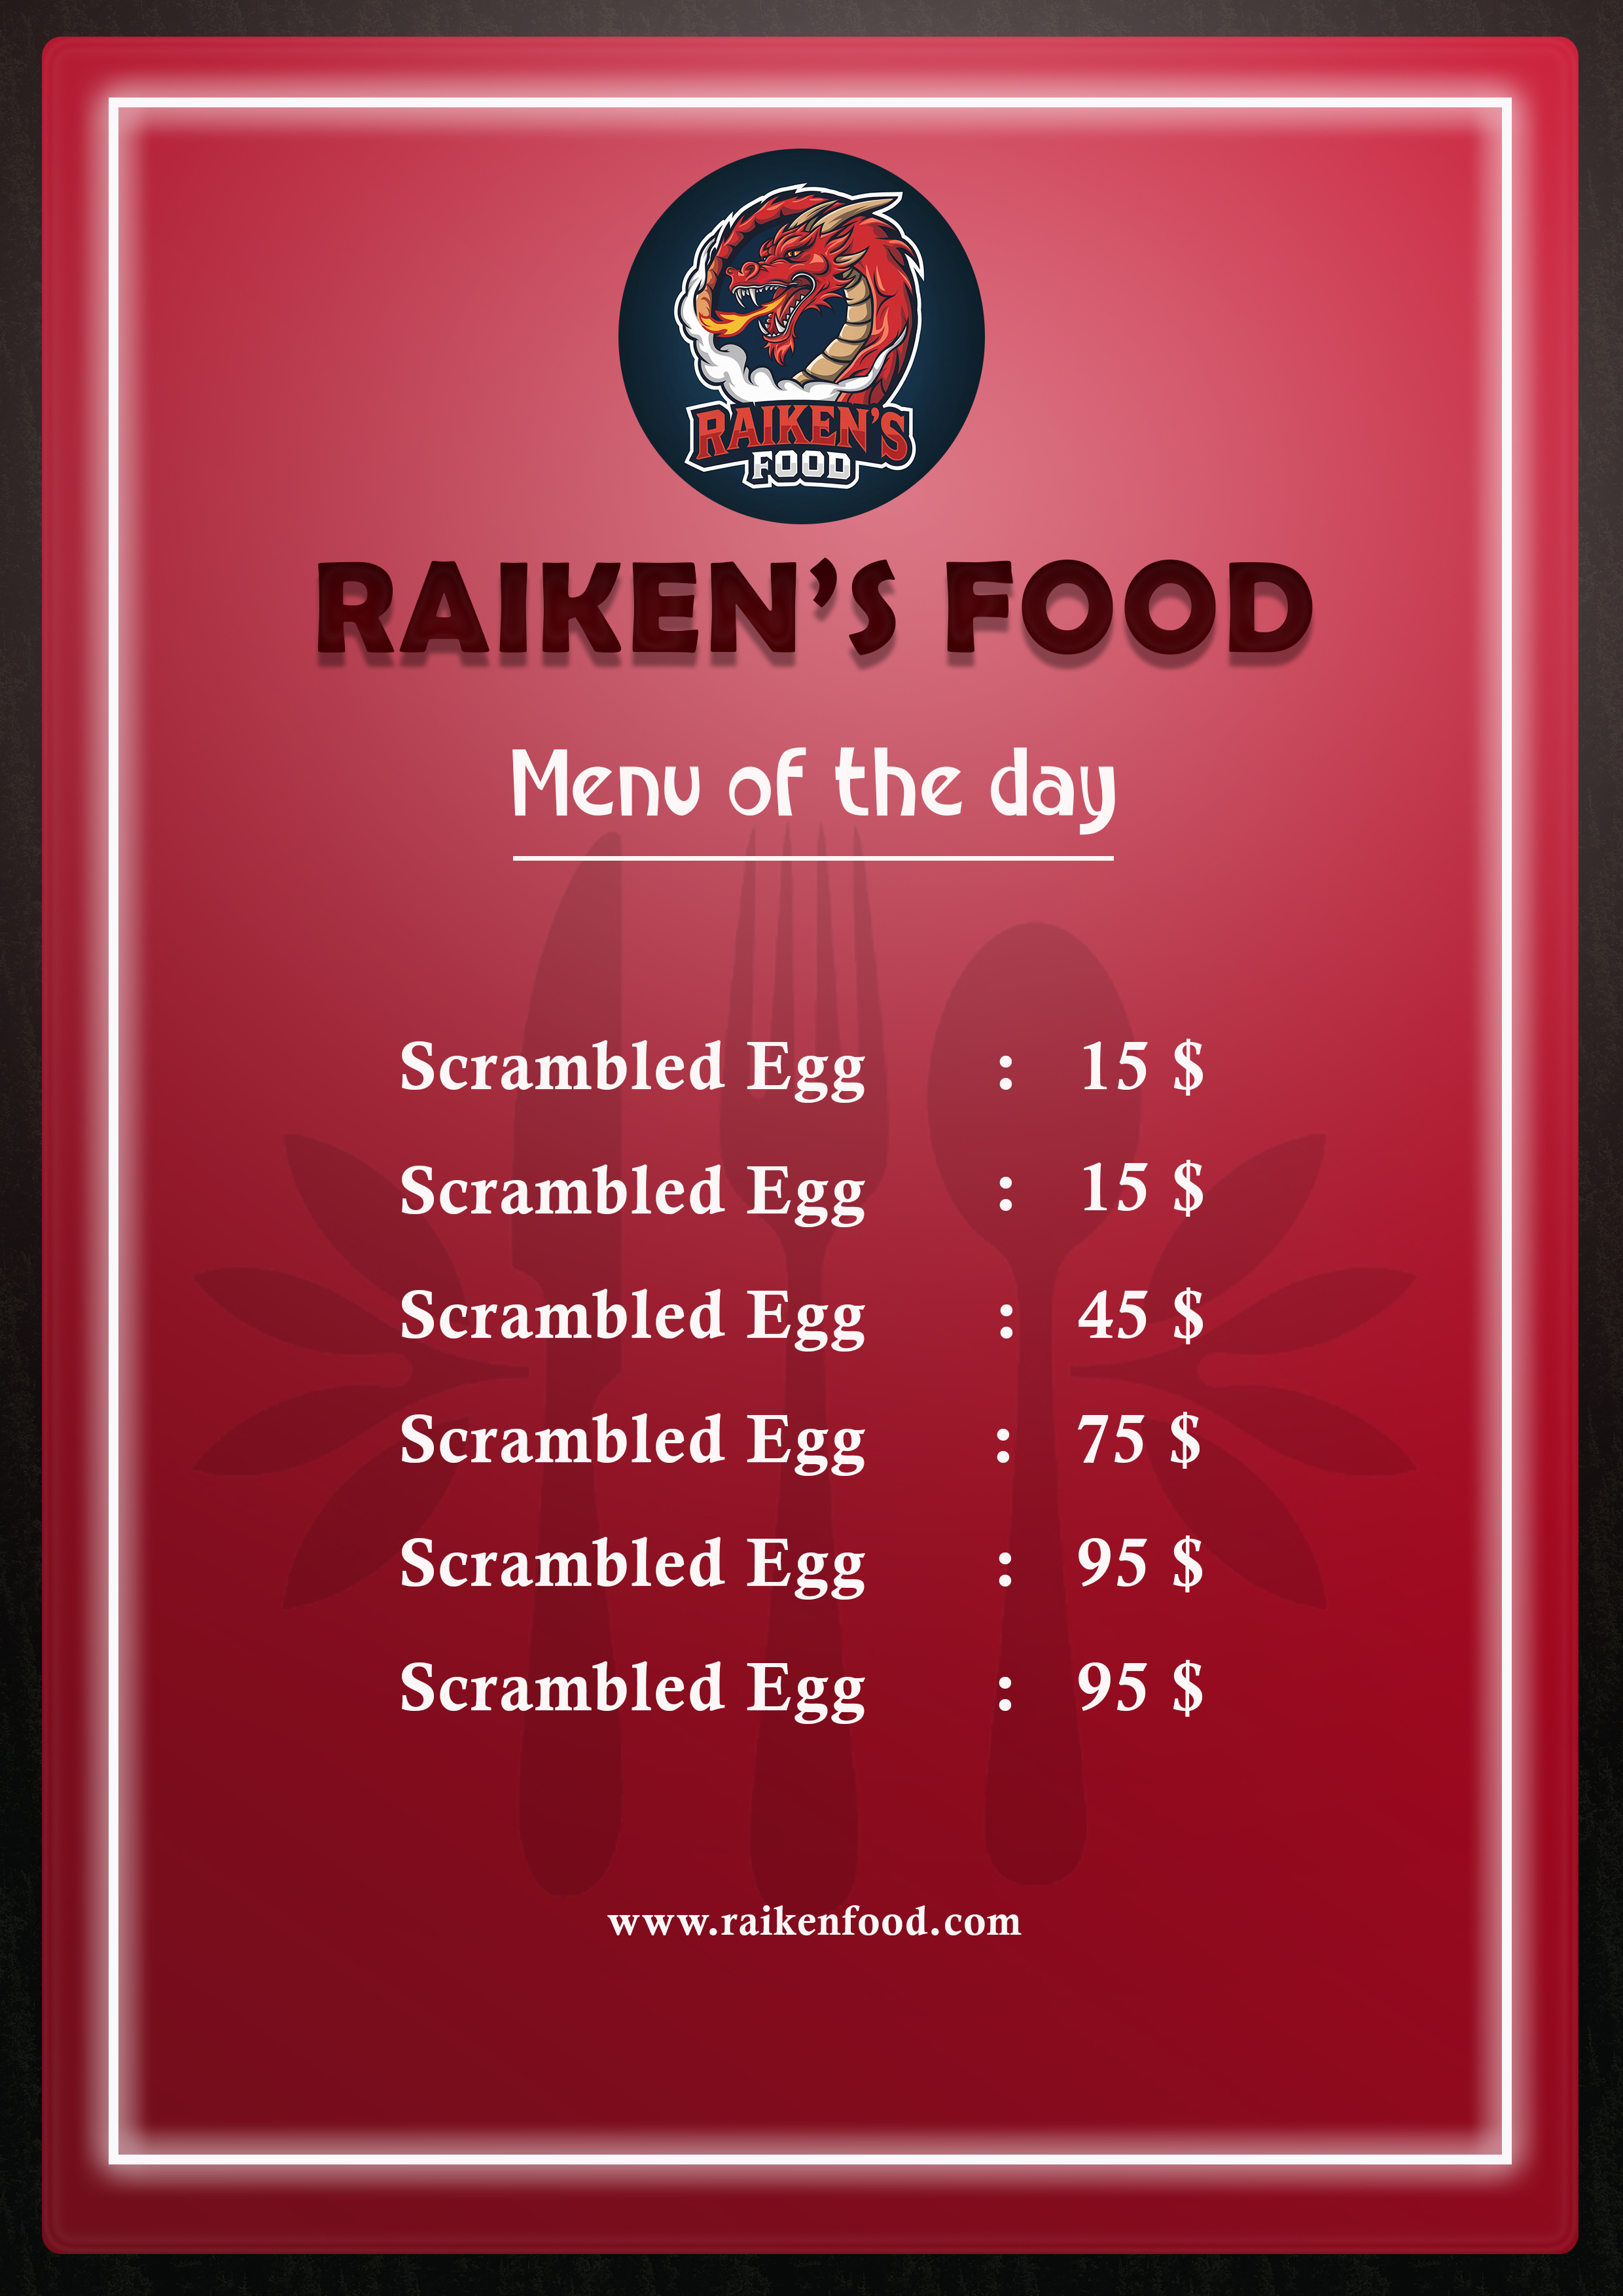 RAIKEN'S
FOOD
RAIKEN'S FOOD
Menu of the day
Scrambled Egg : 15 $
Scrambled Egg : 15 $
Scrambled Egg : 45 $
Scrambled Egg : 75 $
Scrambled Egg : 95 $
Scrambled Egg : 95 $
www.raikenfood.com